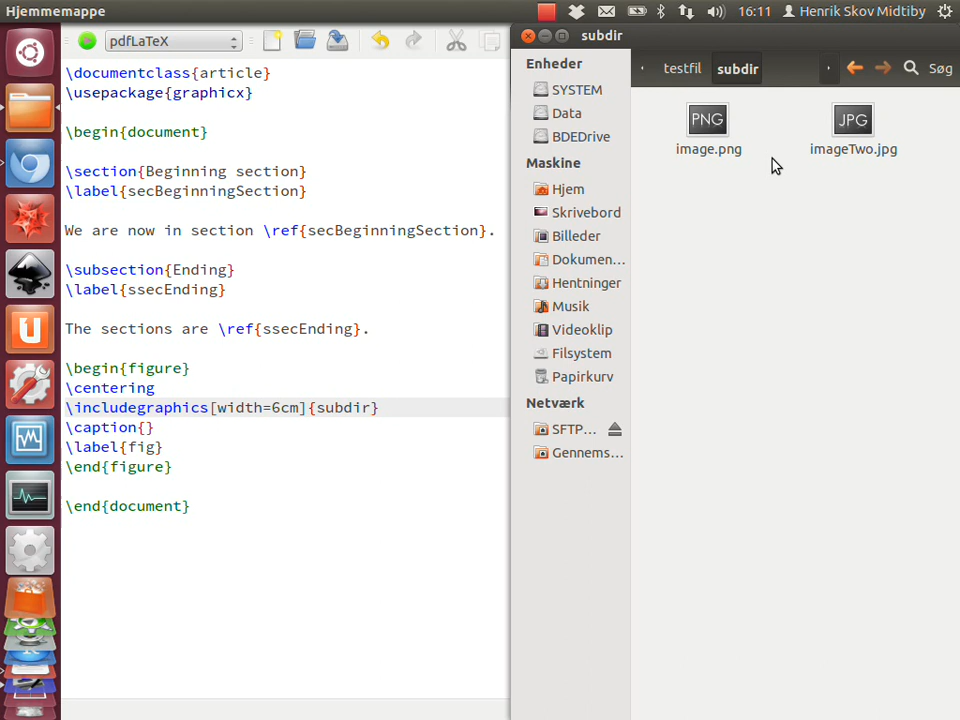 Hjemmemappe
16:11
Henrik Skov Midtiby
pdfLaTeX
\documentclass{article}
\usepackage{graphicx}
\begin{document}
\section{Beginning section}
\label{secBeginningSection}
We are now in section \ref{secBeginningSection}.
\subsection{Ending}
\label{ssecEnding}
The sections are \ref{ssecEnding}.
\begin{figure}
\centering
\includegraphics[width=6cm]{subdir}
\caption{}
\label{fig}
\end{figure}
\end{document}
subdir
Enheder
SYSTEM
Data
BDEDrive
Maskine
Hjem
Skrivebord
Billeder
Dokumen...
Hentninger
Musik
Videoklip
Filsystem
Papirkurv
Netværk
SFTP...
Gennems...
testfil
subdir
Søg
PNG
image.png
JPG
imageTwo.jpg